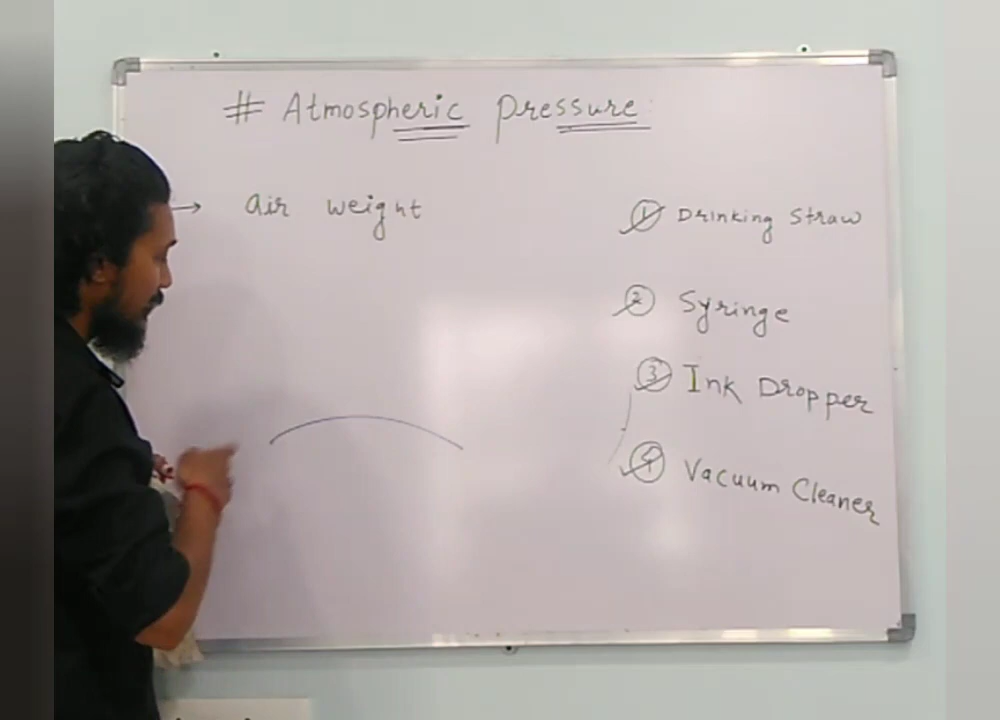 # Atmospheric Pressure
→ air weight
① Drinking Straw
② Syringe
③ Ink Dropper
④ Vacuum Cleaner